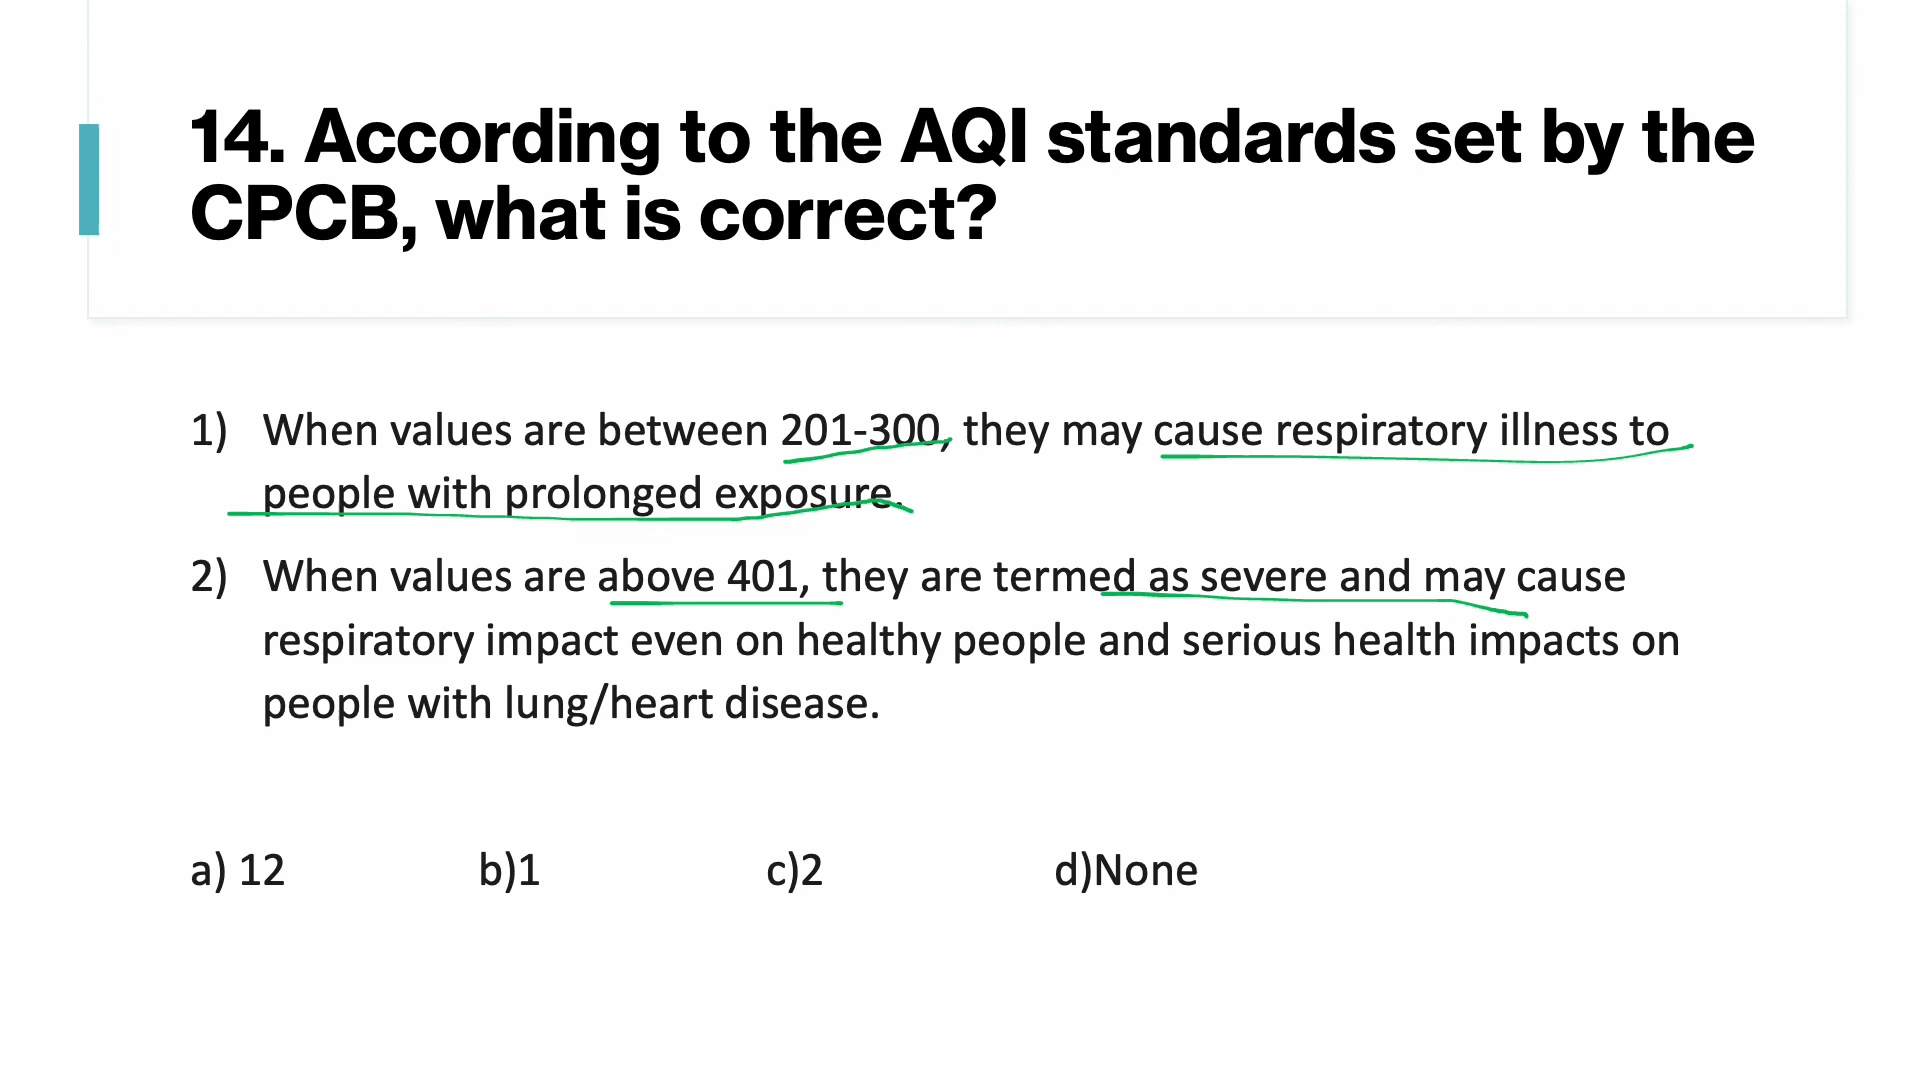 14. According to the AQI standards set by the
CPCB, what is correct?
1) When values are between 201-300, they may cause respiratory illness to
people with prolonged exposure.
2) When values are above 401, they are termed as severe and may cause
respiratory impact even on healthy people and serious health impacts on
people with lung/heart disease.
a) 12 b)1 c)2 d)None